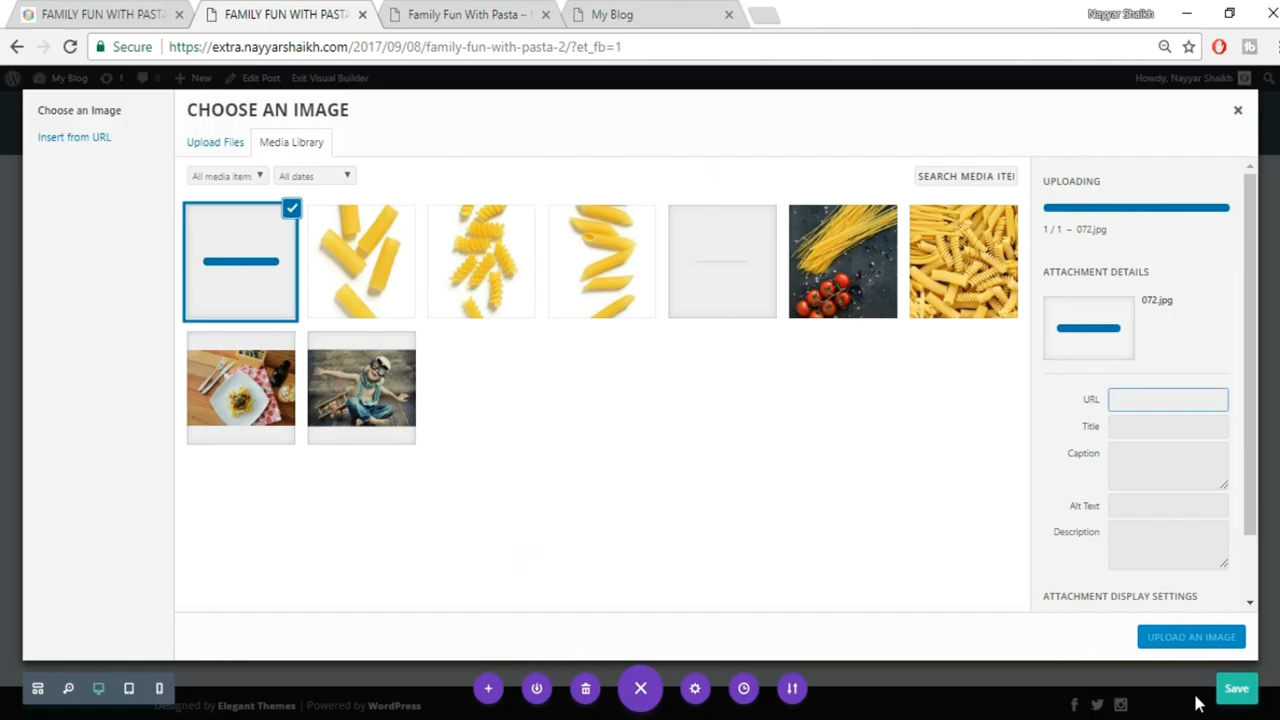 FAMILY FUN WITH PASTA
FAMILY FUN WITH PASTA
Family Fun With Pasta –
My Blog
Nayyar Shaikh
Secure
https://extra.nayyarshaikh.com/2017/09/08/family-fun-with-pasta-2/?et_fb=1
My Blog
1
0
New
Edit Post
Exit Visual Builder
Howdy, Nayyar Shaikh
Choose an Image
Insert from URL
CHOOSE AN IMAGE
Upload Files
Media Library
All media item
All dates
SEARCH MEDIA ITE
UPLOADING
1 / 1 – 072.jpg
ATTACHMENT DETAILS
072.jpg
URL
Title
Caption
Alt Text
Description
ATTACHMENT DISPLAY SETTINGS
UPLOAD AN IMAGE
Save
Designed by Elegant Themes | Powered by WordPress